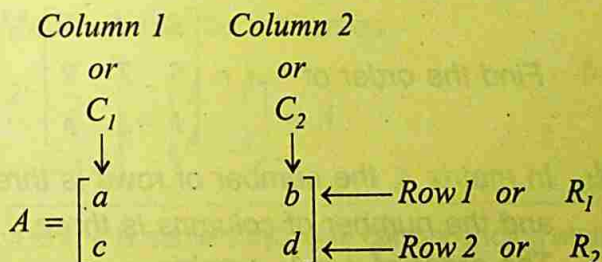 Column 1 Column 2
or or
C₁ C₂
↓ ↓
A = [a b] ← Row 1 or R₁
[c d] ← Row 2 or R₂